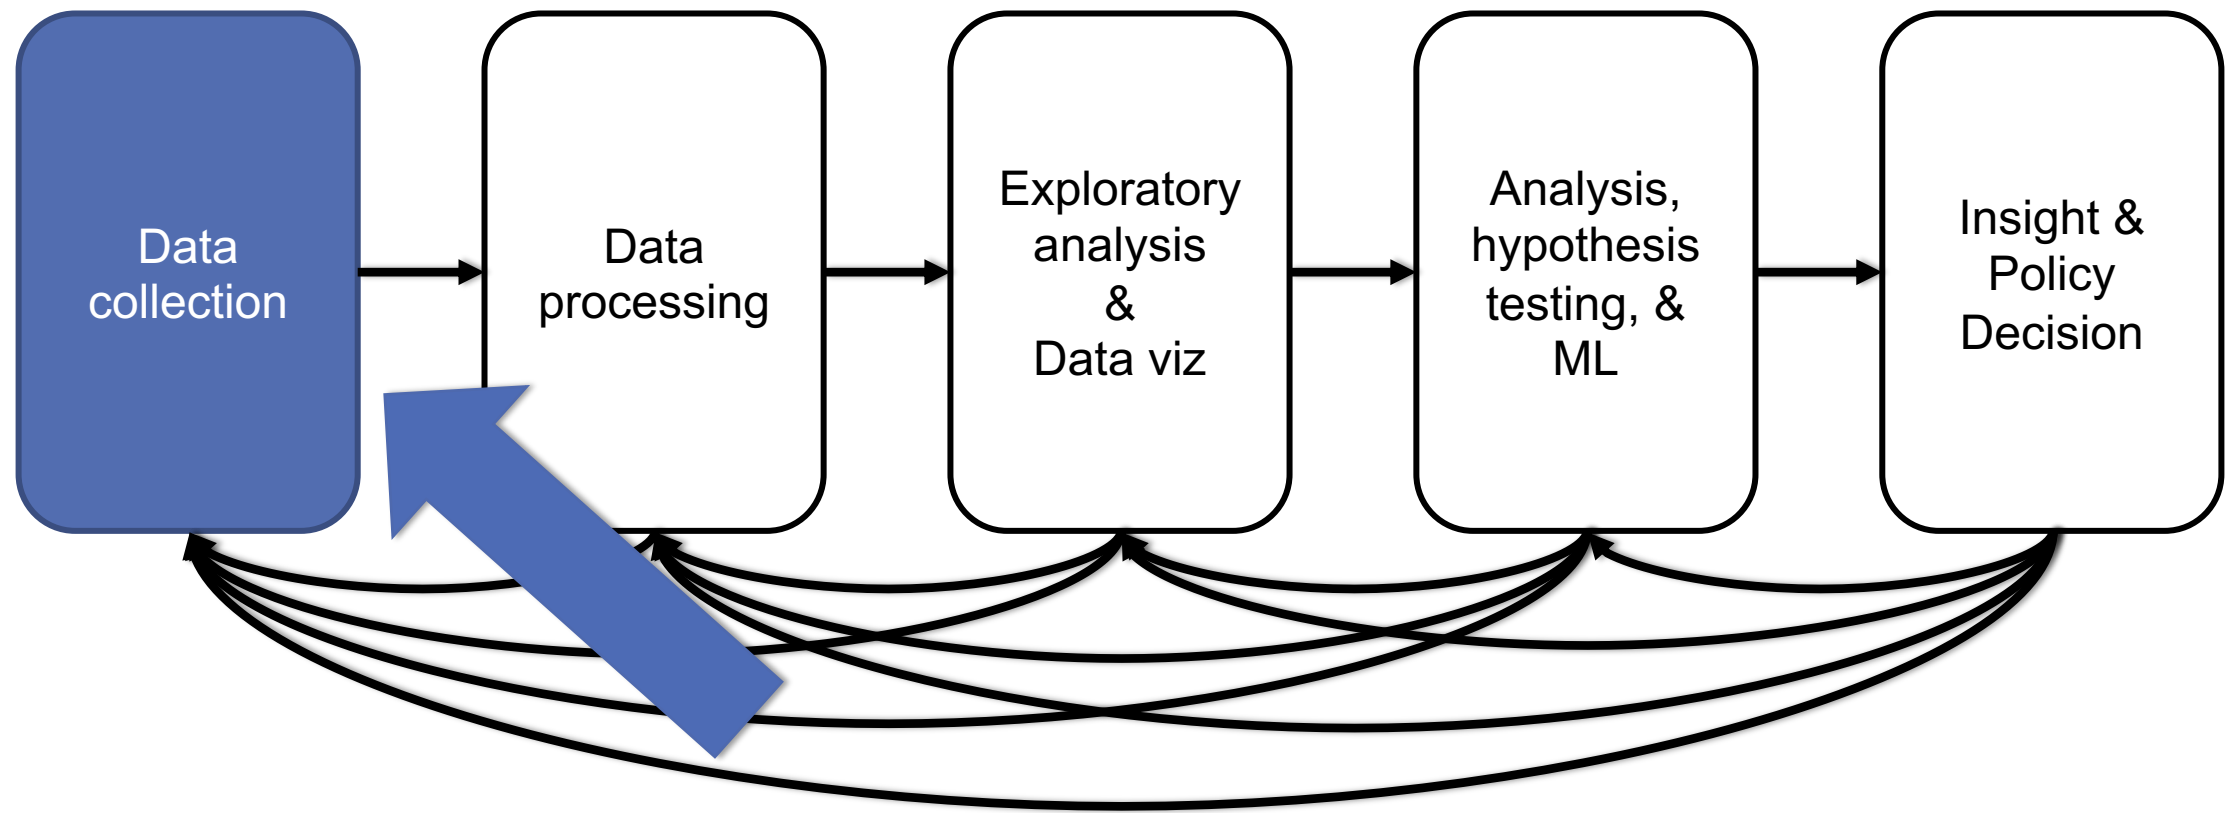 Data
collection
Data
processing
Exploratory
analysis
&
Data viz
Analysis,
hypothesis
testing, &
ML
Insight &
Policy
Decision